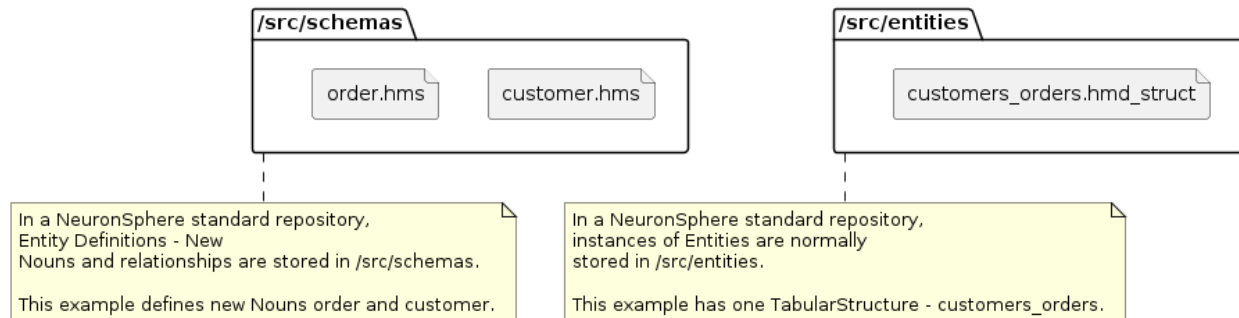 /src/schemas
order.hms
customer.hms
In a NeuronSphere standard repository,
Entity Definitions - New
Nouns and relationships are stored in /src/schemas.
This example defines new Nouns order and customer.
/src/entities
customers_orders.hmd_struct
In a NeuronSphere standard repository,
instances of Entities are normally
stored in /src/entities.
This example has one TabularStructure - customers_orders.